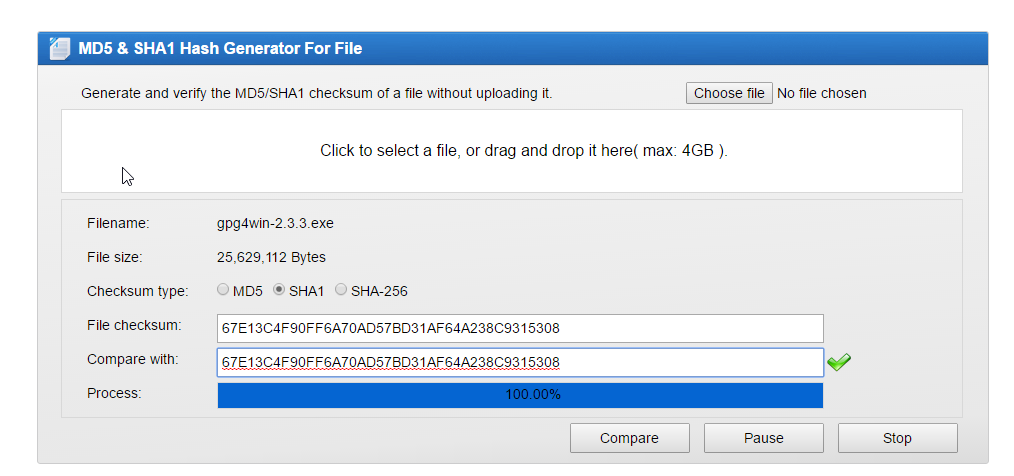 MD5 & SHA1 Hash Generator For File
Generate and verify the MD5/SHA1 checksum of a file without uploading it. Choose file No file chosen
Click to select a file, or drag and drop it here( max: 4GB ).
Filename: gpg4win-2.3.3.exe
File size: 25,629,112 Bytes
Checksum type: MD5 SHA1 SHA-256
File checksum: 67E13C4F90FF6A70AD57BD31AF64A238C9315308
Compare with: 67E13C4F90FF6A70AD57BD31AF64A238C9315308
Process: 100.00%
Compare Pause Stop